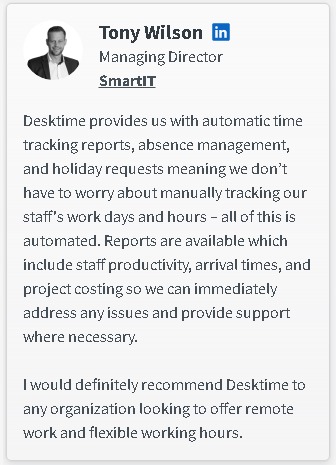 Tony Wilson in
Managing Director
SmartIT
Desktime provides us with automatic time
tracking reports, absence management,
and holiday requests meaning we don’t
have to worry about manually tracking our
staff’s work days and hours – all of this is
automated. Reports are available which
include staff productivity, arrival times, and
project costing so we can immediately
address any issues and provide support
where necessary.
I would definitely recommend Desktime to
any organization looking to offer remote
work and flexible working hours.